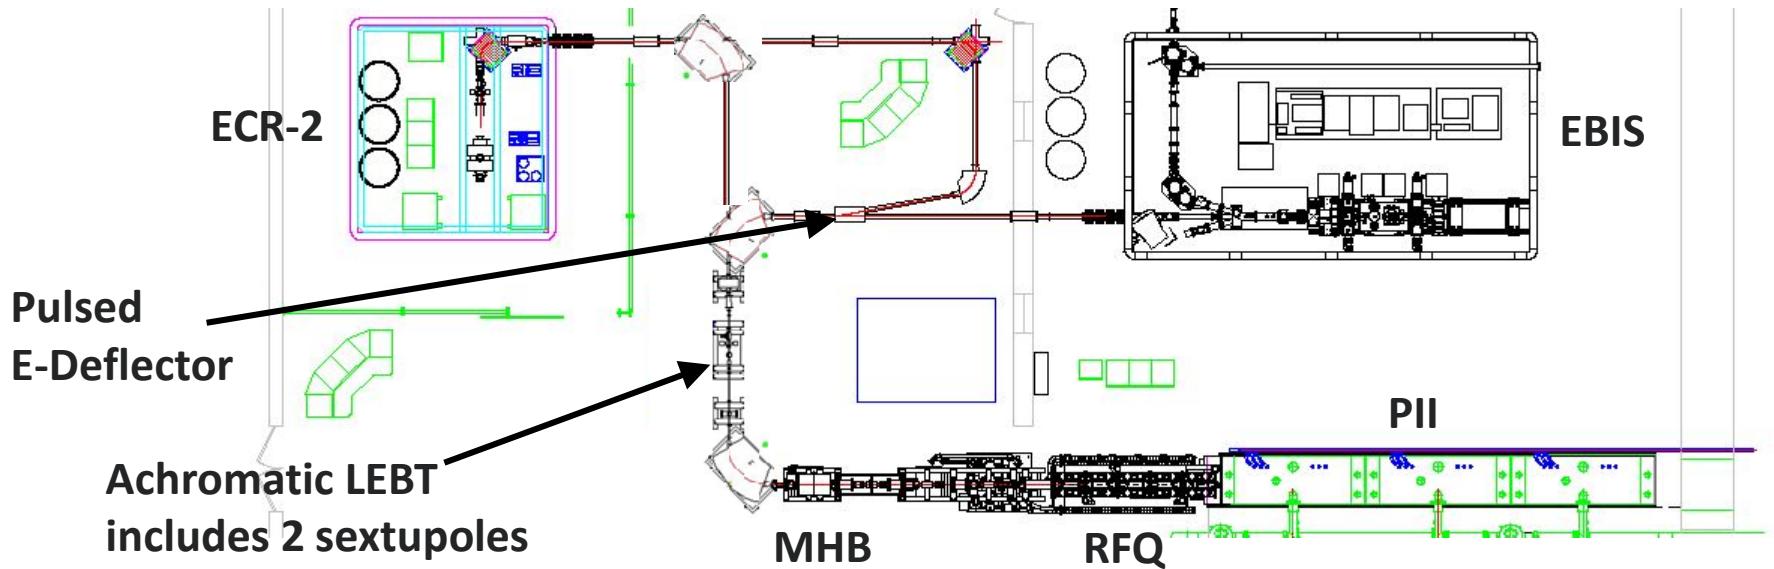 ECR-2
EBIS
Pulsed
E-Deflector
PII
Achromatic LEBT
includes 2 sextupoles
MHB
RFQ